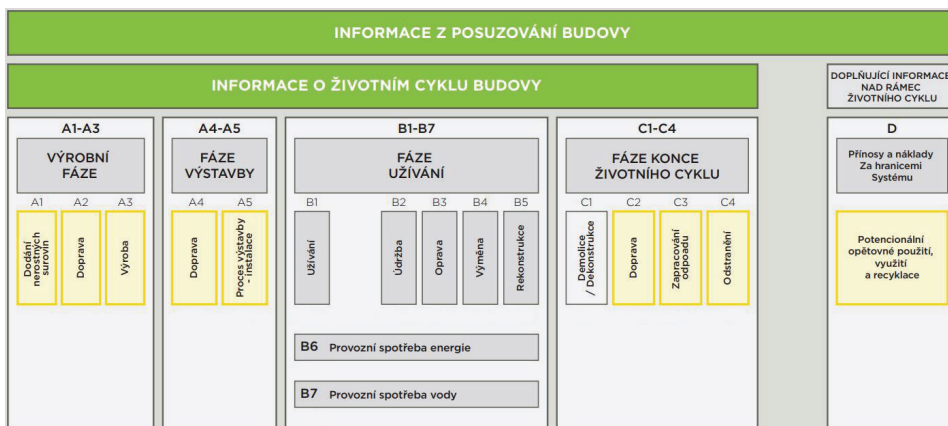 INFORMACE Z POSUZOVÁNÍ BUDOVY
INFORMACE O ŽIVOTNÍM CYKLU BUDOVY
DOPLŇUJÍCÍ INFORMACE
NAD RÁMEC
ŽIVOTNÍHO CYKLU
A1-A3
VÝROBNÍ
FÁZE
A1
A2
A3
Dodání
nerostných
surovin
Doprava
Výroba
A4-A5
FÁZE
VÝSTAVBY
A4
A5
Doprava
Proces výstavby
- instalace
B1-B7
FÁZE
UŽÍVÁNÍ
B1
B2
B3
B4
B5
Užívání
Údržba
Oprava
Výměna
Rekonstrukce
B6 Provozní spotřeba energie
B7 Provozní spotřeba vody
C1-C4
FÁZE KONCE
ŽIVOTNÍHO CYKLU
C1
C2
C3
C4
Demolice
/ Dekonstrukce
Doprava
Zapracování
odpoadu
Odstranění
D
Přínosy a náklady
Za hranicemi
Systému
Potencionální
opětovné použití,
využití
a recyklace